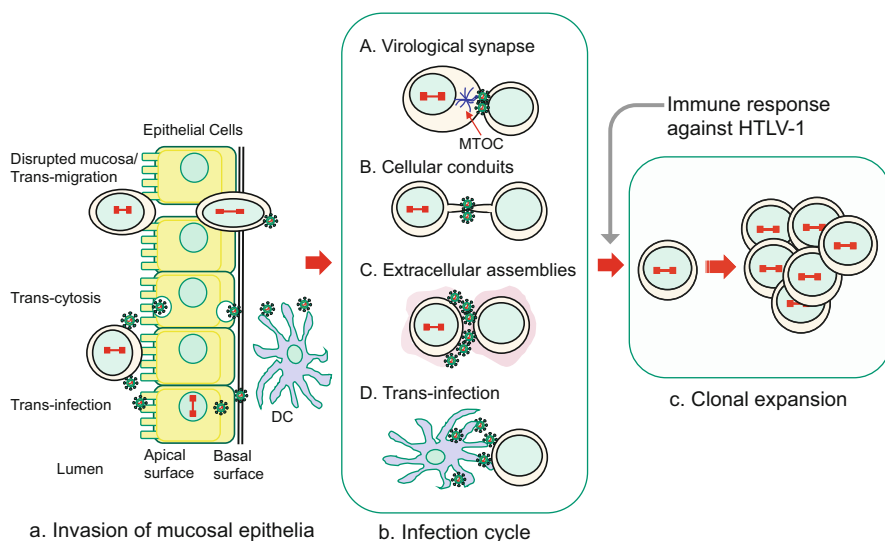 Epithelial Cells
Disrupted mucosa/
Trans-migration
Trans-cytosis
Trans-infection
DC
Lumen
Apical
surface
Basal
surface
a. Invasion of mucosal epithelia
A. Virological synapse
MTOC
B. Cellular conduits
C. Extracellular assemblies
D. Trans-infection
b. Infection cycle
Immune response
against HTLV-1
c. Clonal expansion